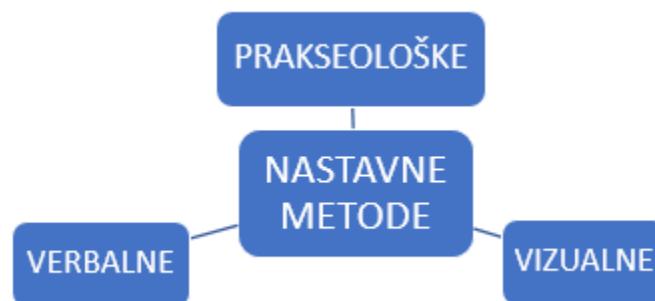 PRAKSEOLOŠKE
NASTAVNE
METODE
VERBALNE
VIZUALNE